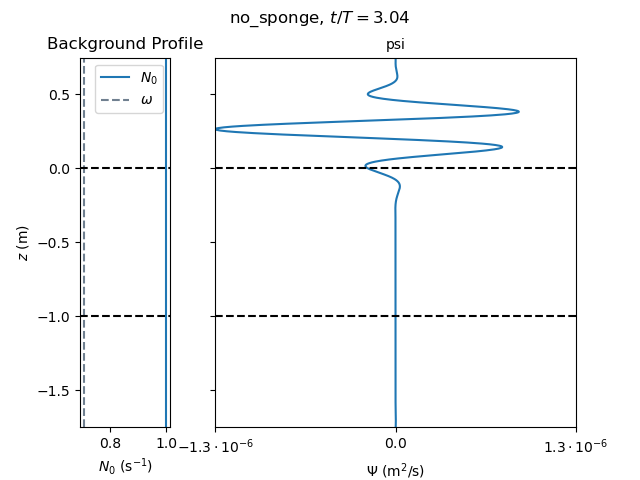 no_sponge, t/T = 3.04
Background Profile
psi
N₀
ω
z (m)
0.5
0.0
−0.5
−1.0
−1.5
0.8
1.0
N₀ (s⁻¹)
−1.3 · 10⁻⁶
0.0
1.3 · 10⁻⁶
Ψ (m²/s)